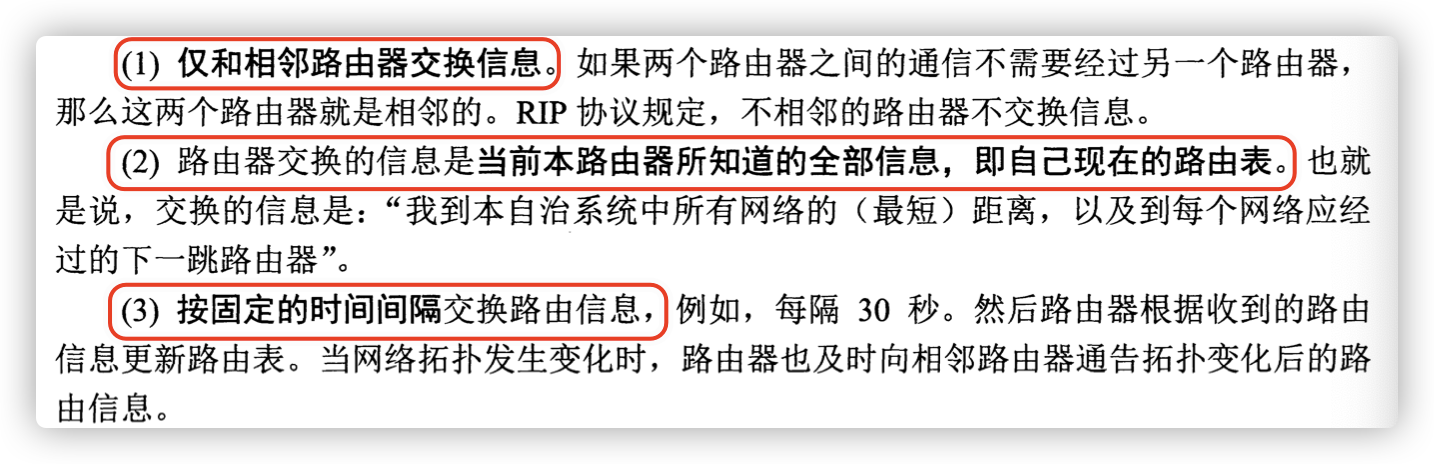 (1) 仅和相邻路由器交换信息。如果两个路由器之间的通信不需要经过另一个路由器，
那么这两个路由器就是相邻的。RIP 协议规定，不相邻的路由器不交换信息。
(2) 路由器交换的信息是当前本路由器所知道的全部信息，即自己现在的路由表。也就
是说，交换的信息是：“我到本自治系统中所有网络的（最短）距离，以及到每个网络应经
过的下一跳路由器”。
(3) 按固定的时间间隔交换路由信息，例如，每隔 30 秒。然后路由器根据收到的路由
信息更新路由表。当网络拓扑发生变化时，路由器也及时向相邻路由器通告拓扑变化后的路
由信息。